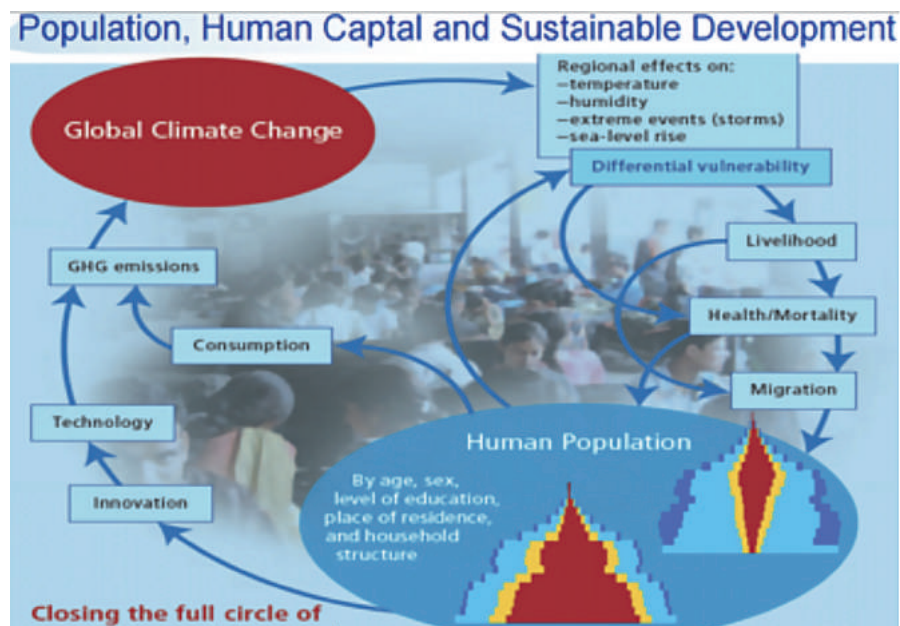 Population, Human Captal and Sustainable Development
Global Climate Change
Regional effects on:
–temperature
–humidity
–extreme events (storms)
–sea-level rise
Differential vulnerability
Livelihood
GHG emissions
Health/Mortality
Consumption
Migration
Technology
Human Population
By age, sex,
level of education,
place of residence,
and household
structure
Innovation
Closing the full circle of